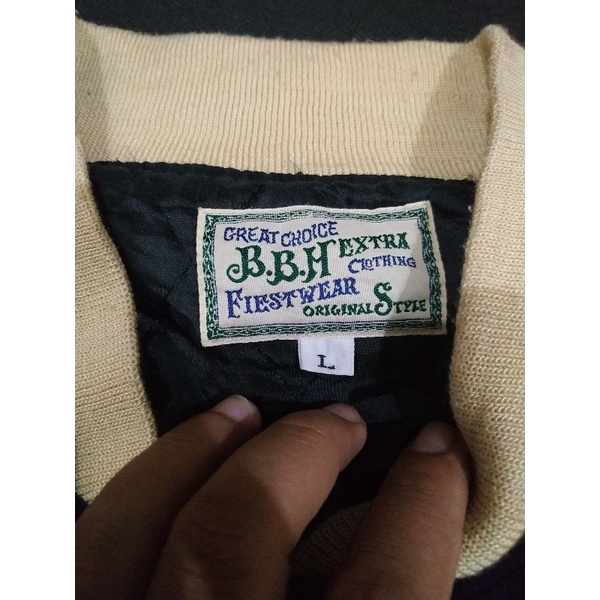 GREAT CHOICE
B.B.H EXTRA
CLOTHING
FIESTWEAR
ORIGINAL STYLE
L